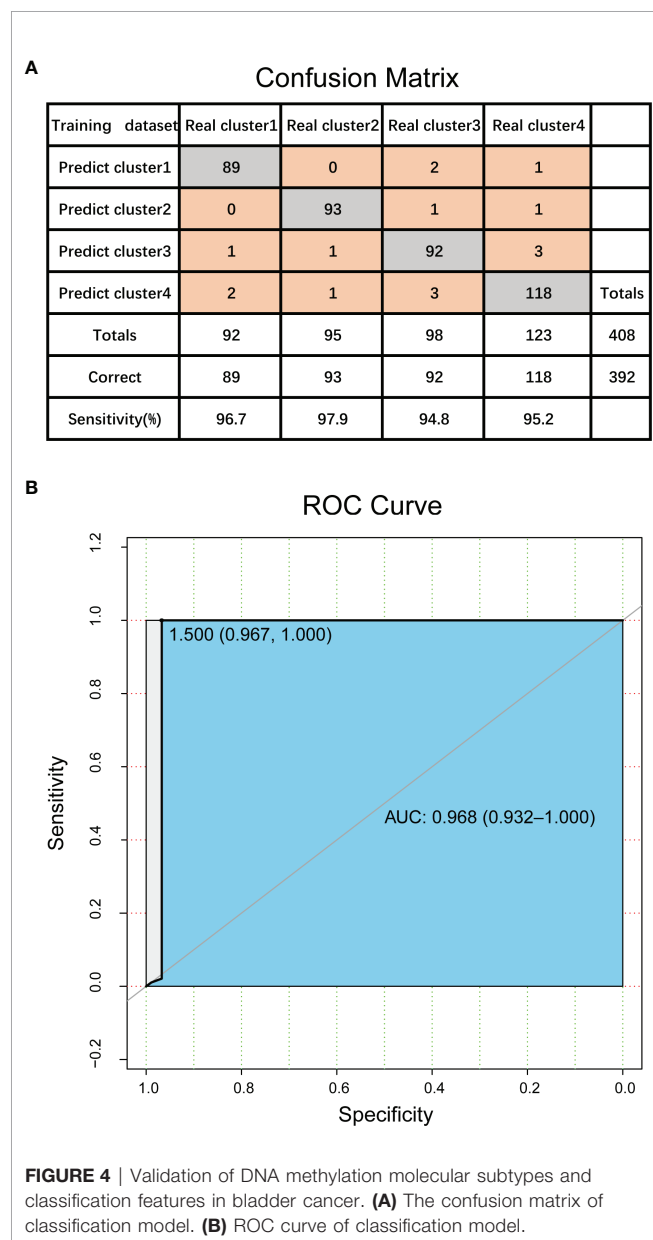 A
Confusion Matrix
Training dataset Real cluster1 Real cluster2 Real cluster3 Real cluster4
Predict cluster1 89 0 2 1
Predict cluster2 0 93 1 1
Predict cluster3 1 1 92 3
Predict cluster4 2 1 3 118 Totals
Totals 92 95 98 123 408
Correct 89 93 92 118 392
Sensitivity(%) 96.7 97.9 94.8 95.2
B
ROC Curve
1.2
1.0
0.8
0.6
0.4
0.2
0.0
−0.2
Sensitivity
1.500 (0.967, 1.000)
AUC: 0.968 (0.932–1.000)
1.0 0.8 0.6 0.4 0.2 0.0
Specificity
FIGURE 4 | Validation of DNA methylation molecular subtypes and
classification features in bladder cancer. (A) The confusion matrix of
classification model. (B) ROC curve of classification model.